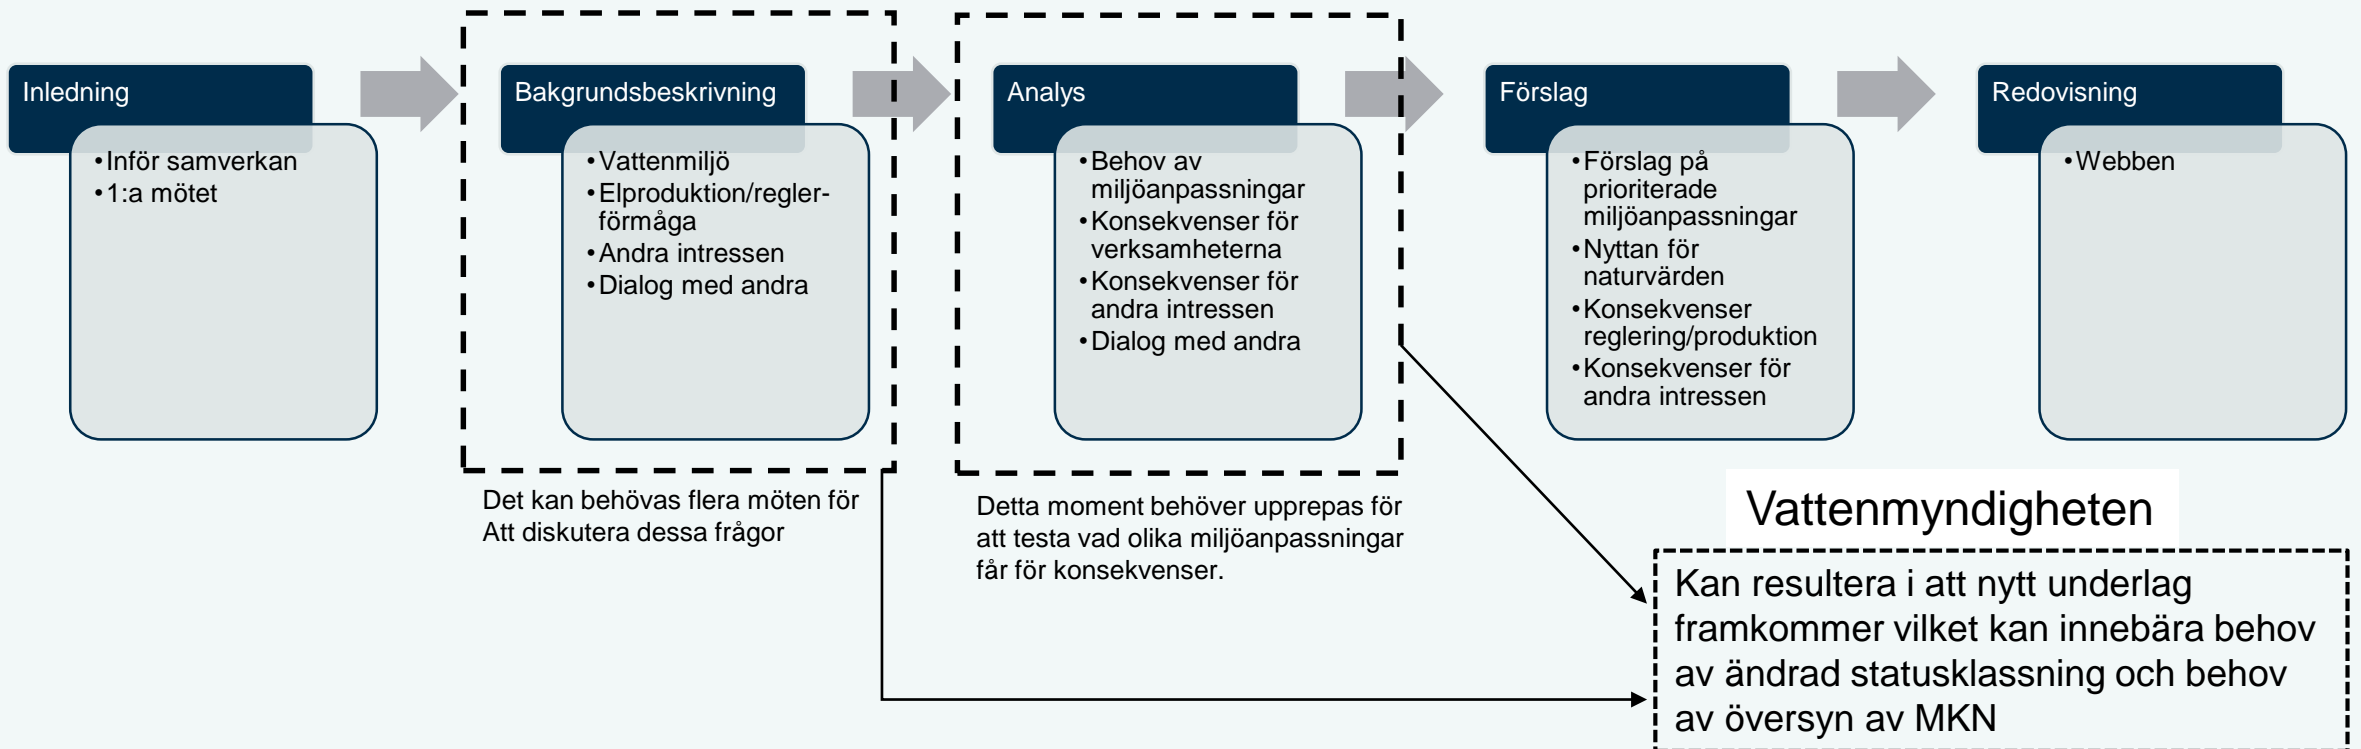 Inledning
•Inför samverkan
•1:a mötet
Bakgrundsbeskrivning
•Vattenmiljö
•Elproduktion/regler-
förmåga
•Andra intressen
•Dialog med andra
Det kan behövas flera möten för
Att diskutera dessa frågor
Analys
•Behov av
miljöanpassningar
•Konsekvenser för
verksamheterna
•Konsekvenser för
andra intressen
•Dialog med andra
Detta moment behöver upprepas för
att testa vad olika miljöanpassningar
får för konsekvenser.
Förslag
•Förslag på
prioriterade
miljöanpassningar
•Nyttan för
naturvärden
•Konsekvenser
reglering/produktion
•Konsekvenser för
andra intressen
Redovisning
•Webben
Vattenmyndigheten
Kan resultera i att nytt underlag
framkommer vilket kan innebära behov
av ändrad statusklassning och behov
av översyn av MKN